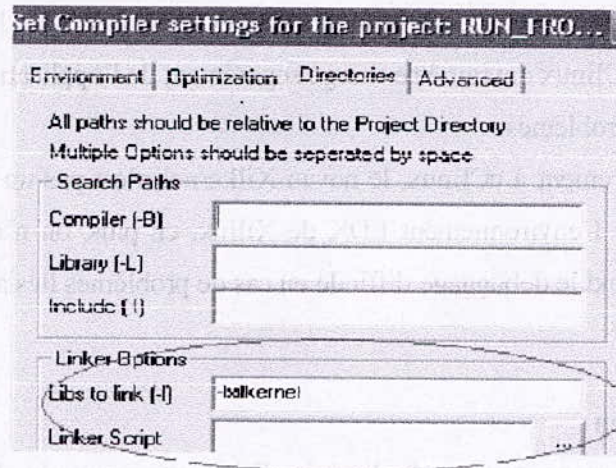 Set Compiler settings for the project: RUN_FRO...
Environment Optimization Directories Advanced
All paths should be relative to the Project Directory
Multiple Options should be seperated by space
Search Paths
Compiler (-B)
Library (-L)
Include (-I)
Linker Options
Libs to link (-l) -balkernel
Linker Script ...